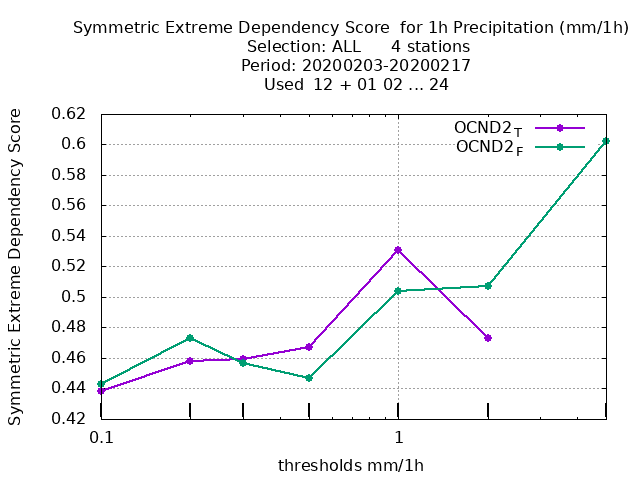 Symmetric Extreme Dependency Score  for 1h Precipitation (mm/1h)
Selection: ALL      4 stations
Period: 20200203-20200217
Used  12 + 01 02 ... 24
Symmetric Extreme Dependency Score
0.62
0.6
0.58
0.56
0.54
0.52
0.5
0.48
0.46
0.44
0.42
OCND2T
OCND2F
0.1
1
thresholds mm/1h